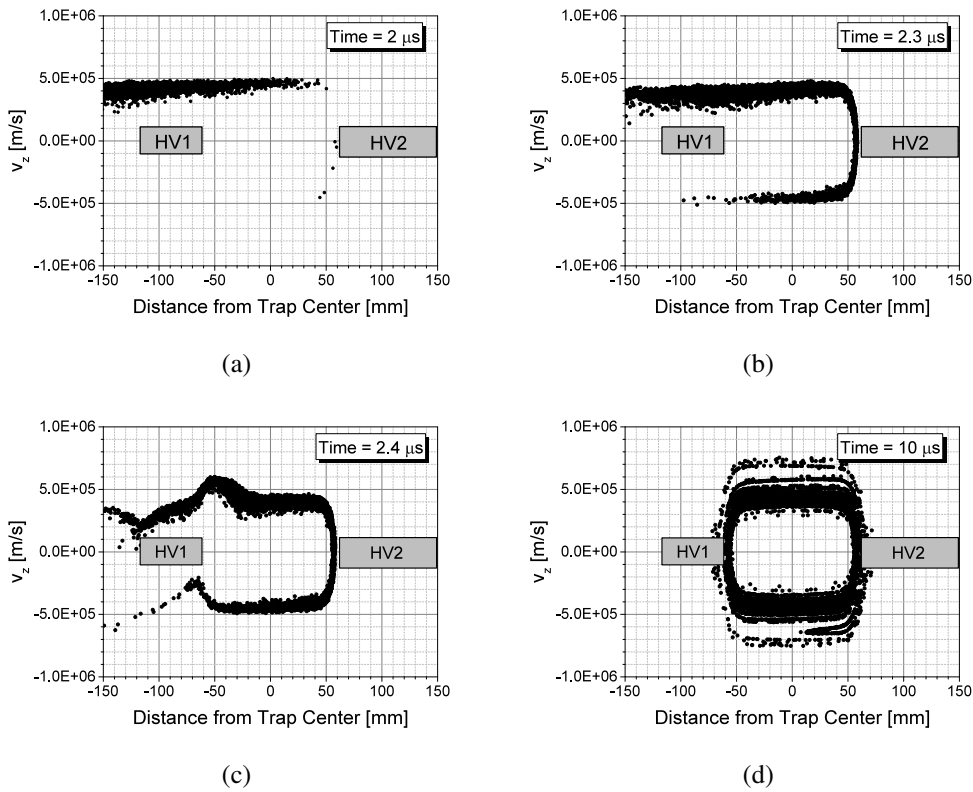 1.0E+06
Time = 2 μs
5.0E+05
0.0E+00
HV1
HV2
-5.0E+05
-1.0E+06
-150 -100 -50 0 50 100 150
v_z [m/s]
Distance from Trap Center [mm]
(a)
1.0E+06
Time = 2.3 μs
5.0E+05
0.0E+00
HV1
HV2
-5.0E+05
-1.0E+06
-150 -100 -50 0 50 100 150
v_z [m/s]
Distance from Trap Center [mm]
(b)
1.0E+06
Time = 2.4 μs
5.0E+05
0.0E+00
HV1
HV2
-5.0E+05
-1.0E+06
-150 -100 -50 0 50 100 150
v_z [m/s]
Distance from Trap Center [mm]
(c)
1.0E+06
Time = 10 μs
5.0E+05
0.0E+00
HV1
HV2
-5.0E+05
-1.0E+06
-150 -100 -50 0 50 100 150
v_z [m/s]
Distance from Trap Center [mm]
(d)